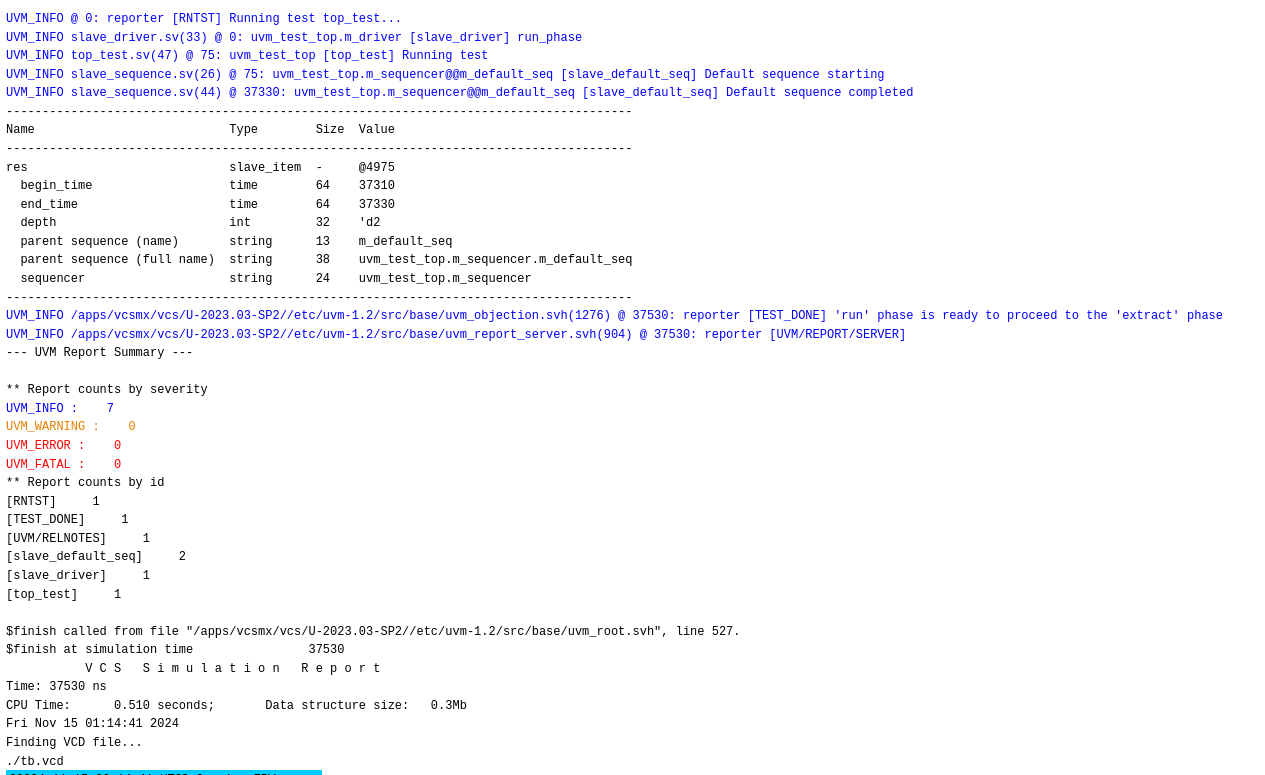 UVM_INFO @ 0: reporter [RNTST] Running test top_test...
UVM_INFO slave_driver.sv(33) @ 0: uvm_test_top.m_driver [slave_driver] run_phase
UVM_INFO top_test.sv(47) @ 75: uvm_test_top [top_test] Running test
UVM_INFO slave_sequence.sv(26) @ 75: uvm_test_top.m_sequencer@@m_default_seq [slave_default_seq] Default sequence starting
UVM_INFO slave_sequence.sv(44) @ 37330: uvm_test_top.m_sequencer@@m_default_seq [slave_default_seq] Default sequence completed
---------------------------------------------------------------------------------------
Name                           Type        Size  Value
---------------------------------------------------------------------------------------
res                            slave_item  -     @4975
  begin_time                   time        64    37310
  end_time                     time        64    37330
  depth                        int         32    'd2
  parent sequence (name)       string      13    m_default_seq
  parent sequence (full name)  string      38    uvm_test_top.m_sequencer.m_default_seq
  sequencer                    string      24    uvm_test_top.m_sequencer
---------------------------------------------------------------------------------------
UVM_INFO /apps/vcsmx/vcs/U-2023.03-SP2//etc/uvm-1.2/src/base/uvm_objection.svh(1276) @ 37530: reporter [TEST_DONE] 'run' phase is ready to proceed to the 'extract' phase
UVM_INFO /apps/vcsmx/vcs/U-2023.03-SP2//etc/uvm-1.2/src/base/uvm_report_server.svh(904) @ 37530: reporter [UVM/REPORT/SERVER]
--- UVM Report Summary ---

** Report counts by severity
UVM_INFO :    7
UVM_WARNING :    0
UVM_ERROR :    0
UVM_FATAL :    0
** Report counts by id
[RNTST]     1
[TEST_DONE]     1
[UVM/RELNOTES]     1
[slave_default_seq]     2
[slave_driver]     1
[top_test]     1

$finish called from file "/apps/vcsmx/vcs/U-2023.03-SP2//etc/uvm-1.2/src/base/uvm_root.svh", line 527.
$finish at simulation time                37530
           V C S   S i m u l a t i o n   R e p o r t
Time: 37530 ns
CPU Time:      0.510 seconds;       Data structure size:   0.3Mb
Fri Nov 15 01:14:41 2024
Finding VCD file...
./tb.vcd